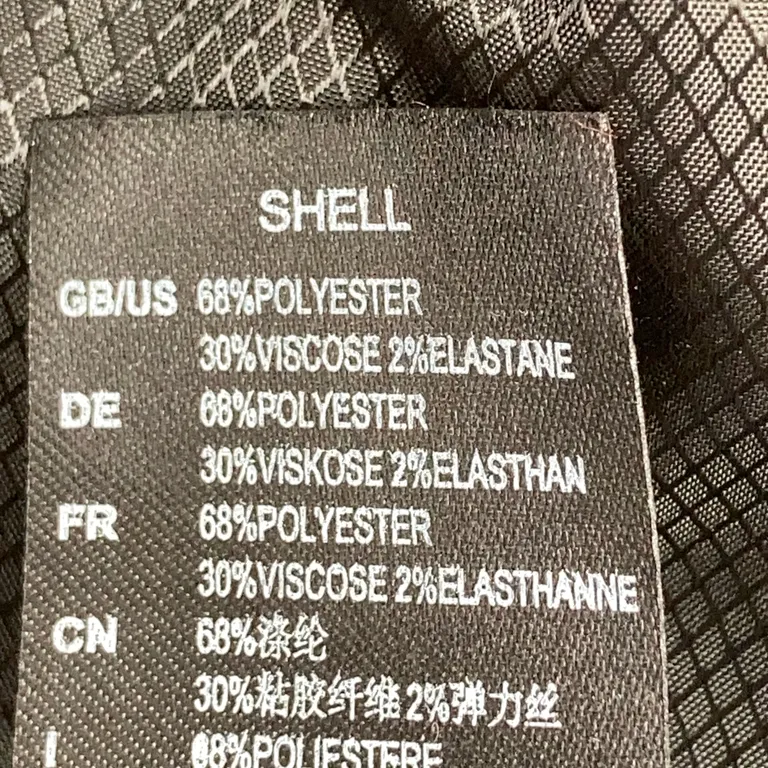 SHELL
GB/US 68%POLYESTER
30%VISCOSE 2%ELASTANE
DE 68%POLYESTER
30%VISKOSE 2%ELASTHAN
FR 68%POLYESTER
30%VISCOSE 2%ELASTHANNE
CN 68%涤纶
30%粘胶纤维 2%弹力丝
I 68%POLIESTERE